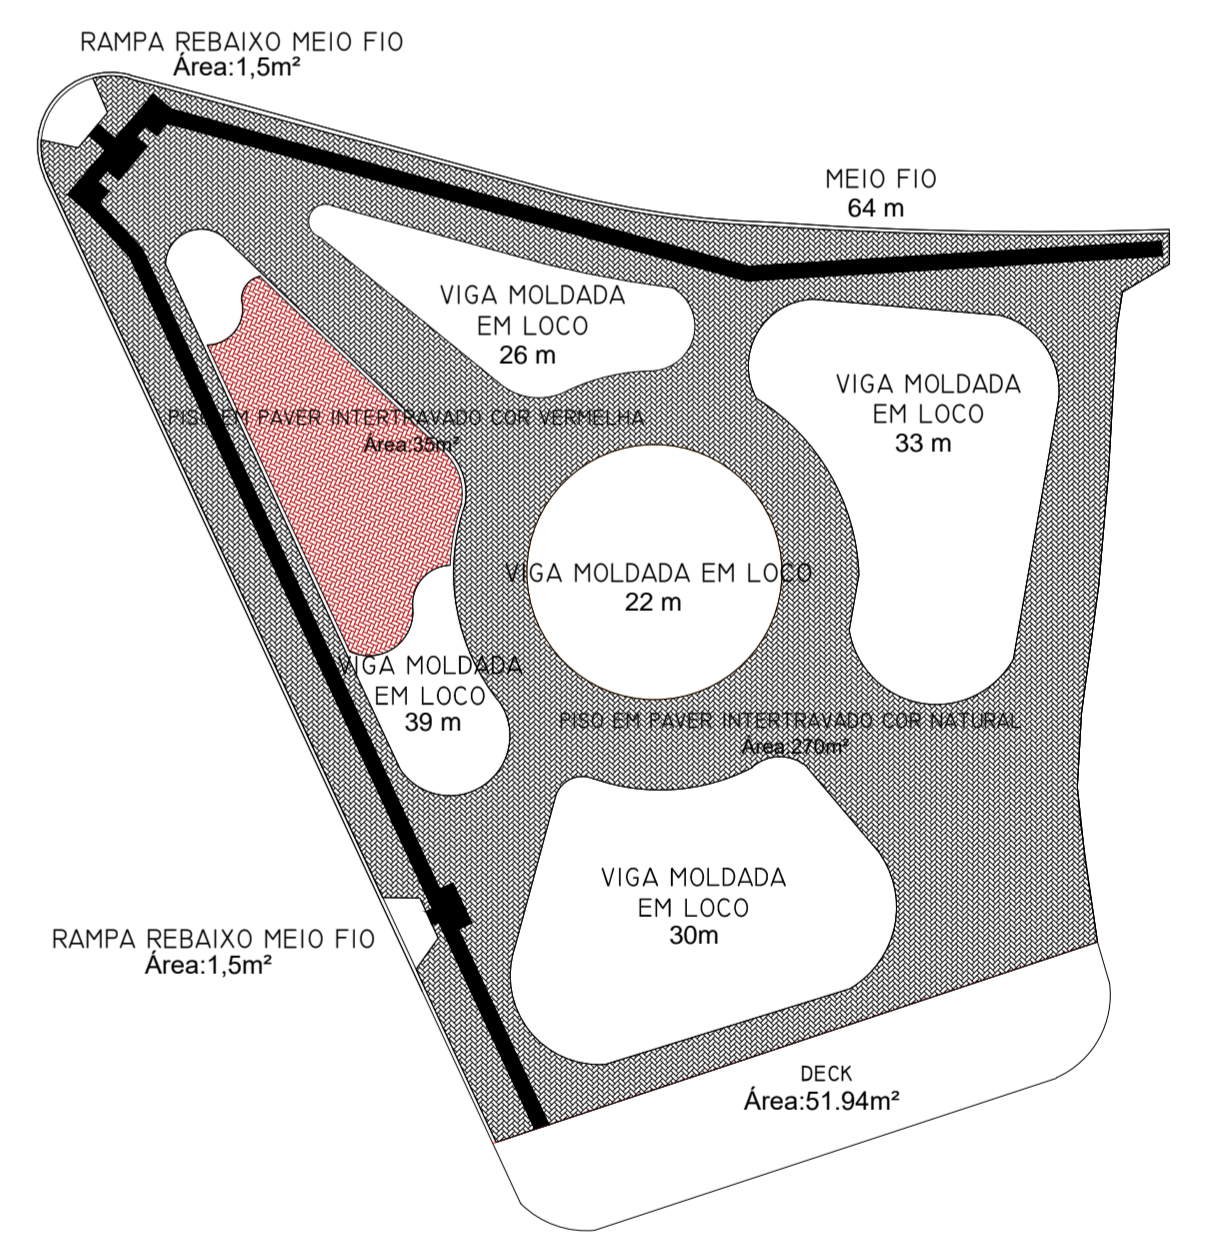 RAMPA REBAIXO MEIO FIO
Área:1,5m²
MEIO FIO
64 m
VIGA MOLDADA
EM LOCO
26 m
VIGA MOLDADA
EM LOCO
33 m
PISO EM PAVER INTERTRAVADO COR VERMELHA
Área:35m²
VIGA MOLDADA EM LOCO
22 m
VIGA MOLDADA
EM LOCO
39 m
PISO EM PAVER INTERTRAVADO COR NATURAL
Área:270m²
VIGA MOLDADA
EM LOCO
30m
RAMPA REBAIXO MEIO FIO
Área:1,5m²
DECK
Área:51.94m²